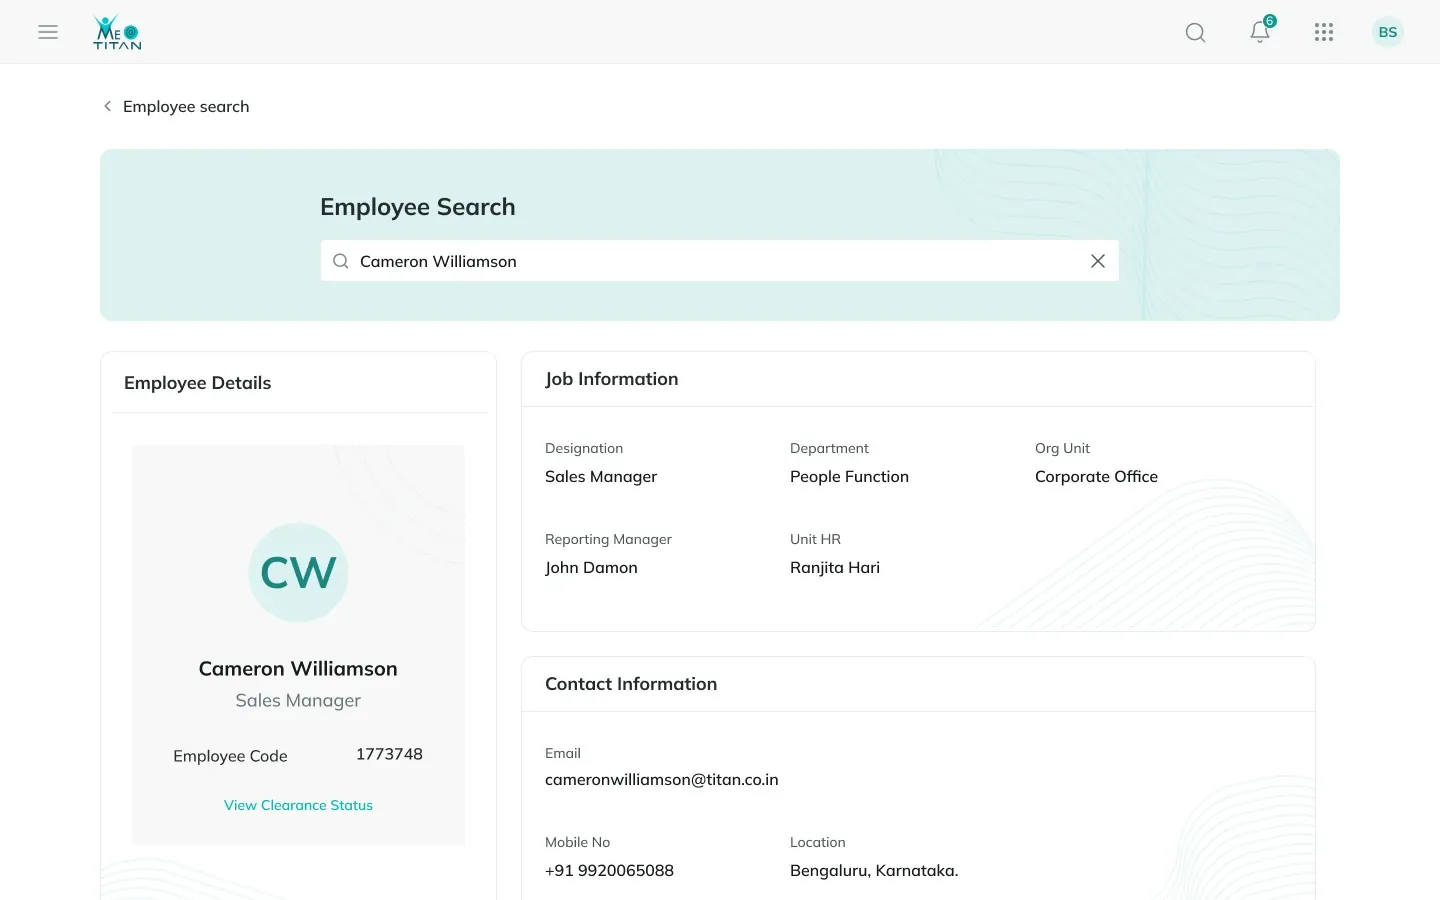 ME @
TITAN
6
BS
Employee search
Employee Search
Cameron Williamson
Employee Details
CW
Cameron Williamson
Sales Manager
Employee Code 1773748
View Clearance Status
Job Information
Designation Department Org Unit
Sales Manager People Function Corporate Office
Reporting Manager Unit HR
John Damon Ranjita Hari
Contact Information
Email
cameronwilliamson@titan.co.in
Mobile No Location
+91 9920065088 Bengaluru, Karnataka.